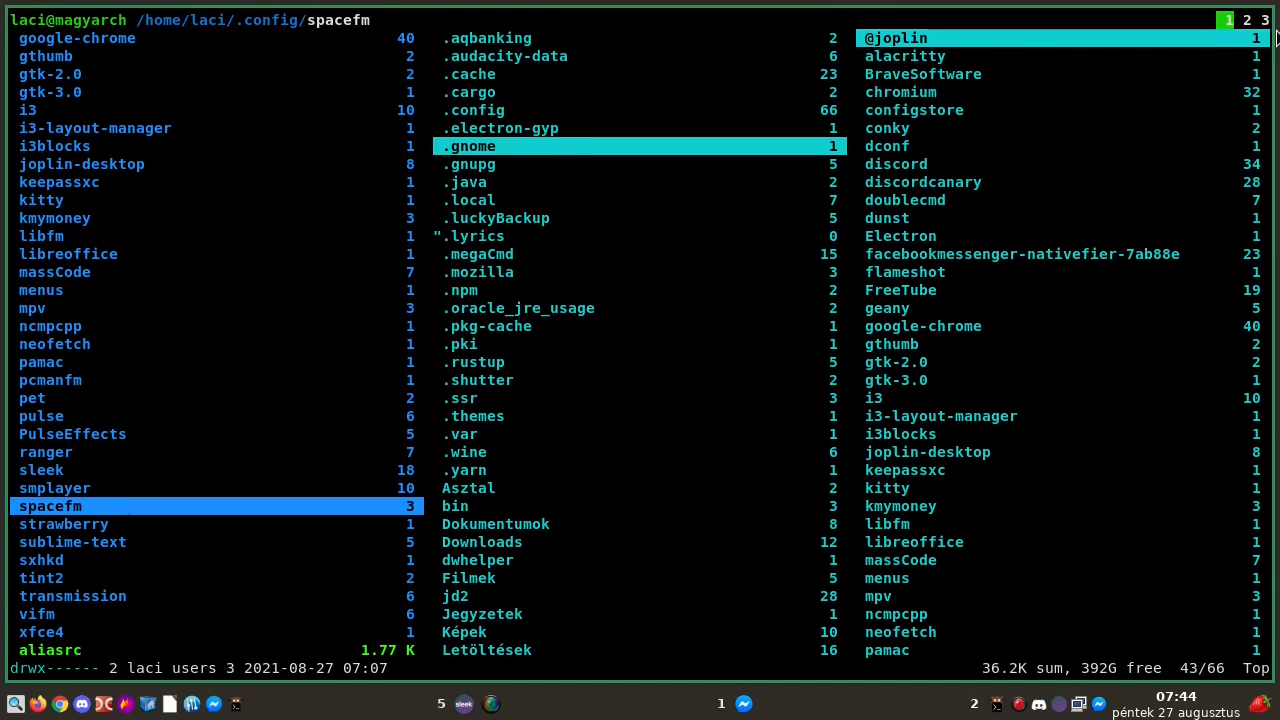 laci@magyarch /home/laci/.config/spacefm 1 2 3
google-chrome 40
gthumb 2
gtk-2.0 2
gtk-3.0 1
i3 10
i3-layout-manager 1
i3blocks 1
joplin-desktop 8
keepassxc 1
kitty 1
kmymoney 3
libfm 1
libreoffice 1
massCode 7
menus 1
mpv 3
ncmpcpp 1
neofetch 1
pamac 1
pcmanfm 1
pet 2
pulse 6
PulseEffects 5
ranger 7
sleek 18
smplayer 10
spacefm 3
strawberry 1
sublime-text 5
sxhkd 1
tint2 2
transmission 6
vifm 6
xfce4 1
aliasrc 1.77 K
.aqbanking 2
.audacity-data 6
.cache 23
.cargo 2
.config 66
.electron-gyp 1
.gnome 1
.gnupg 5
.java 2
.local 7
.luckyBackup 5
".lyrics 0
.megaCmd 15
.mozilla 3
.npm 2
.oracle_jre_usage 2
.pkg-cache 1
.pki 1
.rustup 5
.shutter 2
.ssr 3
.themes 1
.var 1
.wine 6
.yarn 1
Asztal 2
bin 3
Dokumentumok 8
Downloads 12
dwhelper 1
Filmek 5
jd2 28
Jegyzetek 1
Képek 10
Letöltések 16
@joplin 1
alacritty 1
BraveSoftware 1
chromium 32
configstore 1
conky 2
dconf 1
discord 34
discordcanary 28
doublecmd 7
dunst 1
Electron 1
facebookmessenger-nativefier-7ab88e 23
flameshot 1
FreeTube 19
geany 5
google-chrome 40
gthumb 2
gtk-2.0 2
gtk-3.0 1
i3 10
i3-layout-manager 1
i3blocks 1
joplin-desktop 8
keepassxc 1
kitty 1
kmymoney 3
libfm 1
libreoffice 1
massCode 7
menus 1
mpv 3
ncmpcpp 1
neofetch 1
pamac 1
drwx------ 2 laci users 3 2021-08-27 07:07 36.2K sum, 392G free 43/66 Top
5 sleek 1 2 07:44
péntek 27 augusztus